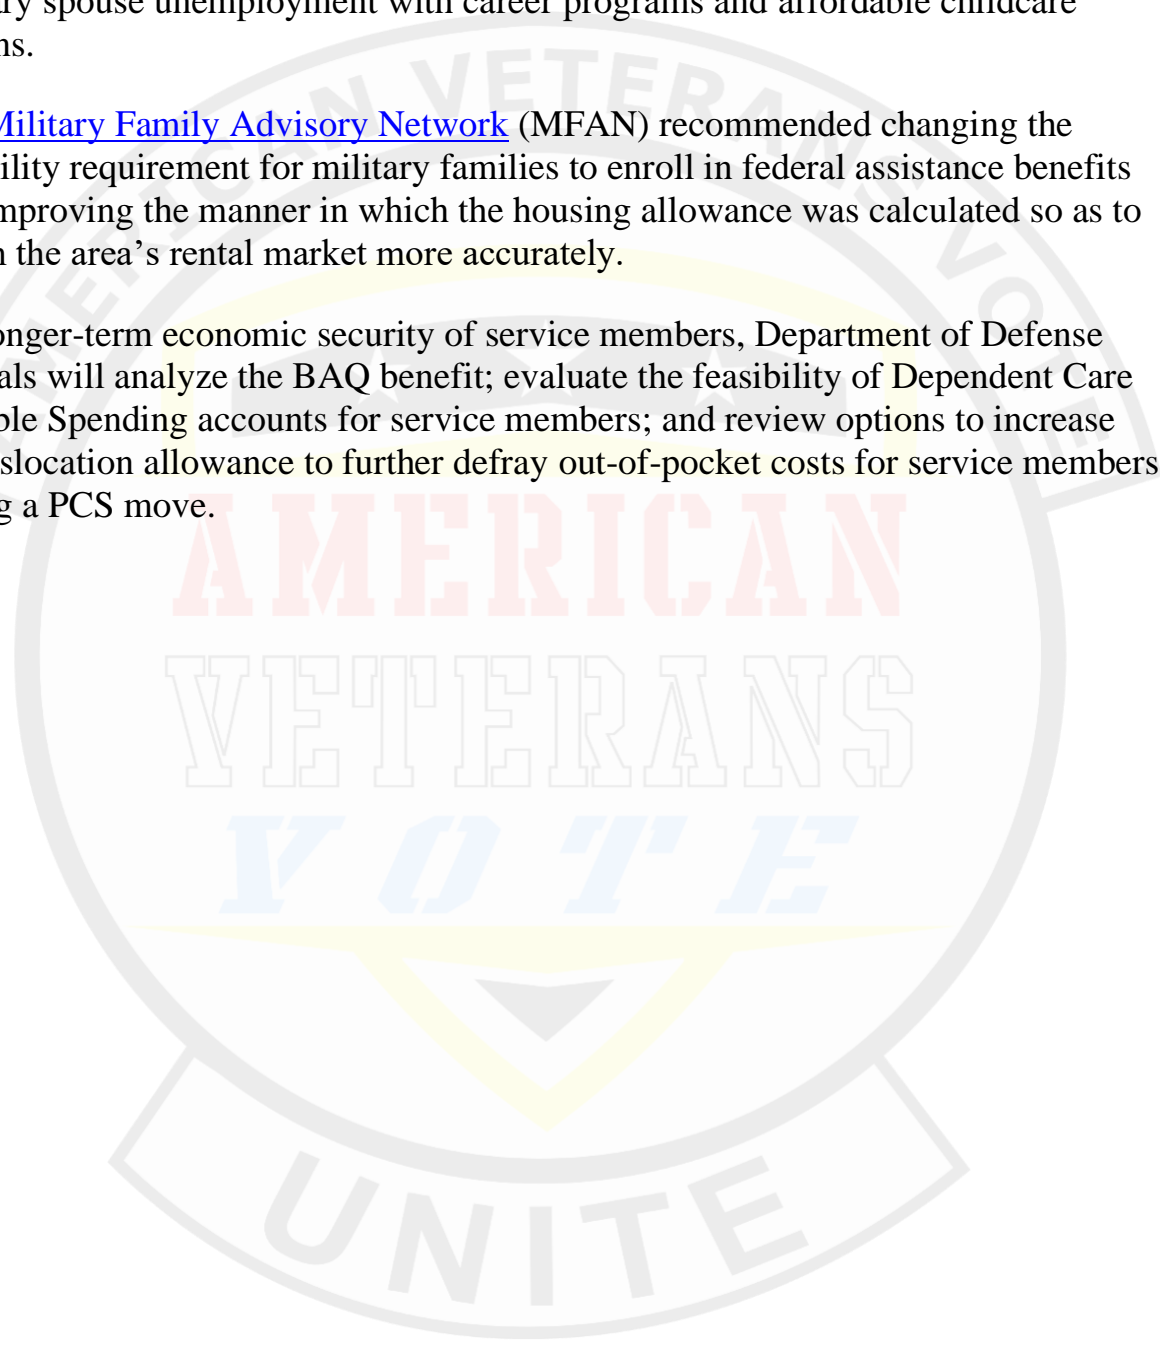 ry spouse unemployment with career programs and affordable childcare
ns.
Military Family Advisory Network (MFAN) recommended changing the
ility requirement for military families to enroll in federal assistance benefits
mproving the manner in which the housing allowance was calculated so as to
n the area’s rental market more accurately.
onger-term economic security of service members, Department of Defense
als will analyze the BAQ benefit; evaluate the feasibility of Dependent Care
ble Spending accounts for service members; and review options to increase
slocation allowance to further defray out-of-pocket costs for service members
g a PCS move.
AMERICAN VETERANS VOTE
AMERICAN
VETERANS
VOTE
UNITE